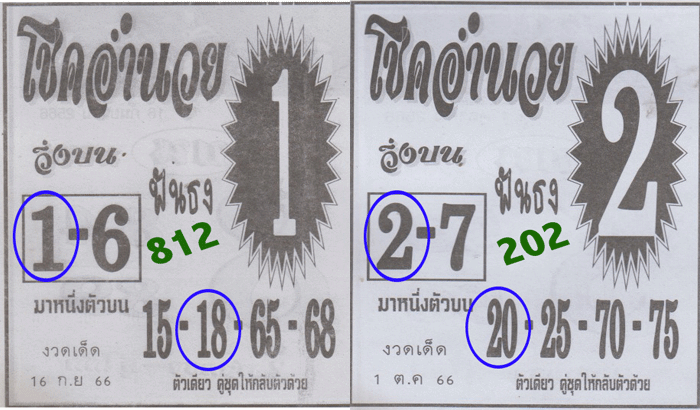 โชคอำนวย
1
วิ่งบน
ฟันธง
1-6
812
มาหนึ่งตัวบน
15-18-65-68
งวดเด็ด
16 ก.ย 66
ตัวเดียว คู่ชุดให้กลับตัวด้วย
โชคอำนวย
2
วิ่งบน
ฟันธง
2-7
202
มาหนึ่งตัวบน
20-25-70-75
งวดเด็ด
1 ต.ค 66
ตัวเดียว คู่ชุดให้กลับตัวด้วย